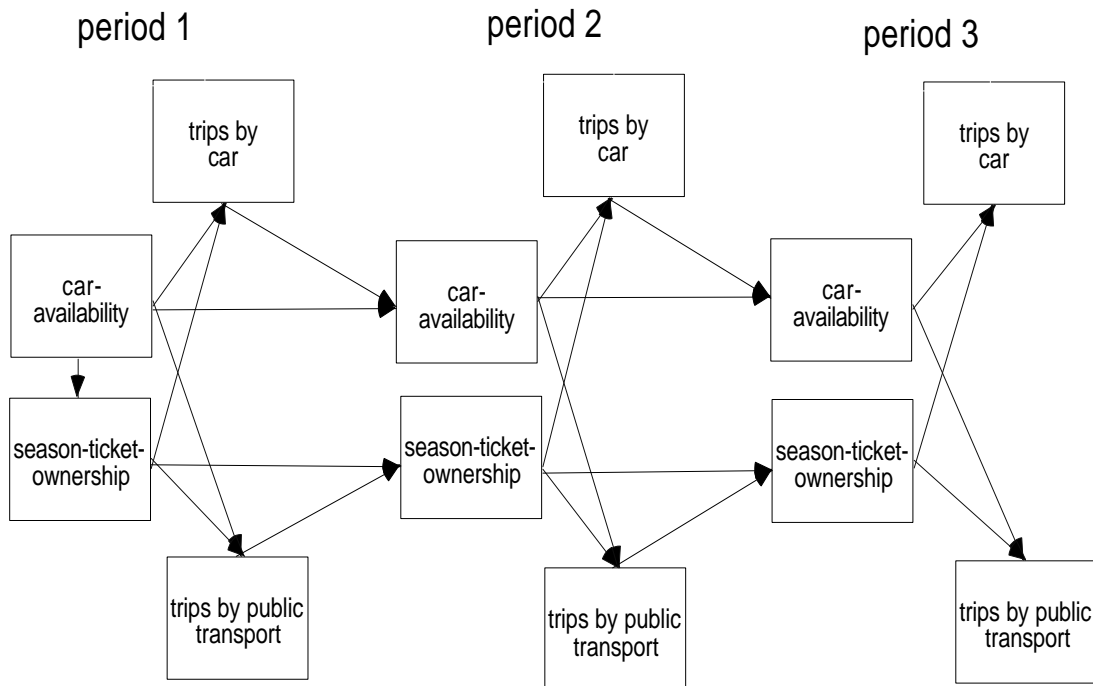 period 1
period 2
period 3
trips by
car
trips by
car
trips by
car
car-
availability
car-
availability
car-
availability
season-ticket-
ownership
season-ticket-
ownership
season-ticket-
ownership
trips by public
transport
trips by public
transport
trips by public
transport